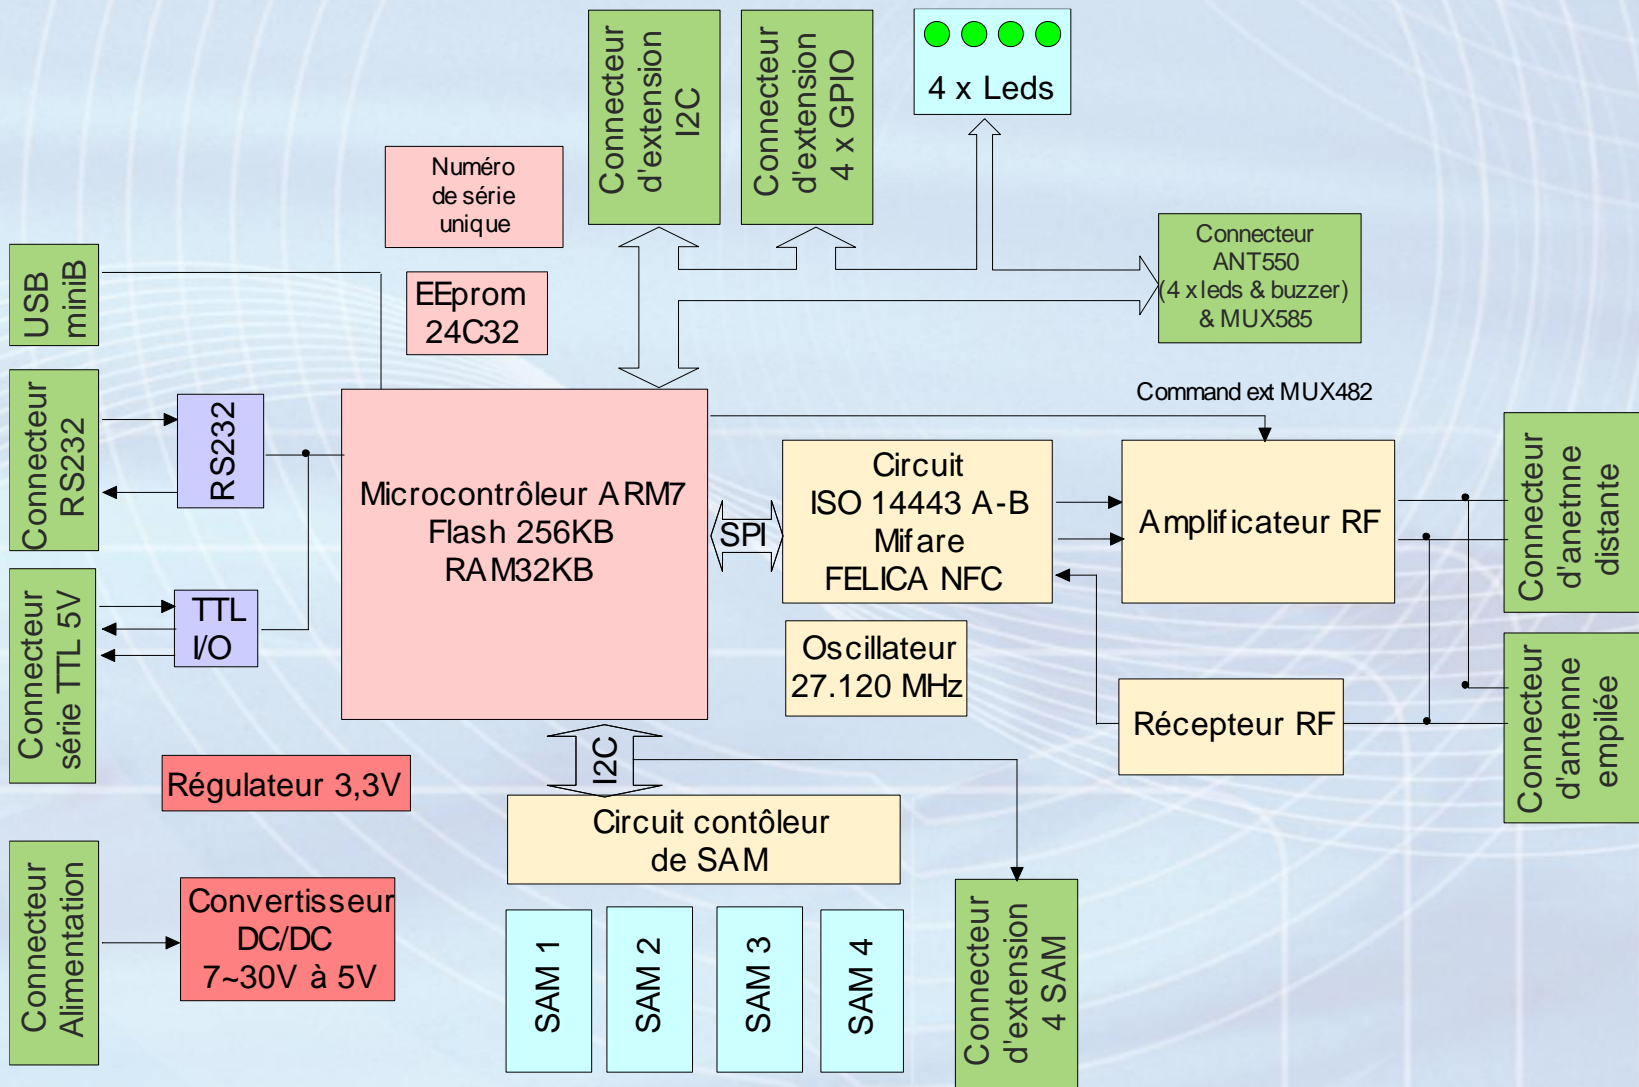 Connecteur
d'extension
I2C
Connecteur
d'extension
4 x GPIO
4 x Leds
Numéro
de série
unique
EEprom
24C32
USB
miniB
Connecteur
ANT550
(4 x leds & buzzer)
& MUX585
Connecteur
RS232
RS232
Command ext MUX482
Microcontrôleur ARM7
Flash 256KB
RAM32KB
SPI
Circuit
ISO 14443 A-B
Mifare
FELICA NFC
Amplificateur RF
Connecteur
d'anetnne
distante
Connecteur
série TTL 5V
TTL
I/O
Oscillateur
27.120 MHz
Récepteur RF
Connecteur
d'antenne
empilée
I2C
Régulateur 3,3V
Circuit contôleur
de SAM
Connecteur
Alimentation
Convertisseur
DC/DC
7~30V à 5V
SAM 1
SAM 2
SAM 3
SAM 4
Connecteur
d'extension
4 SAM